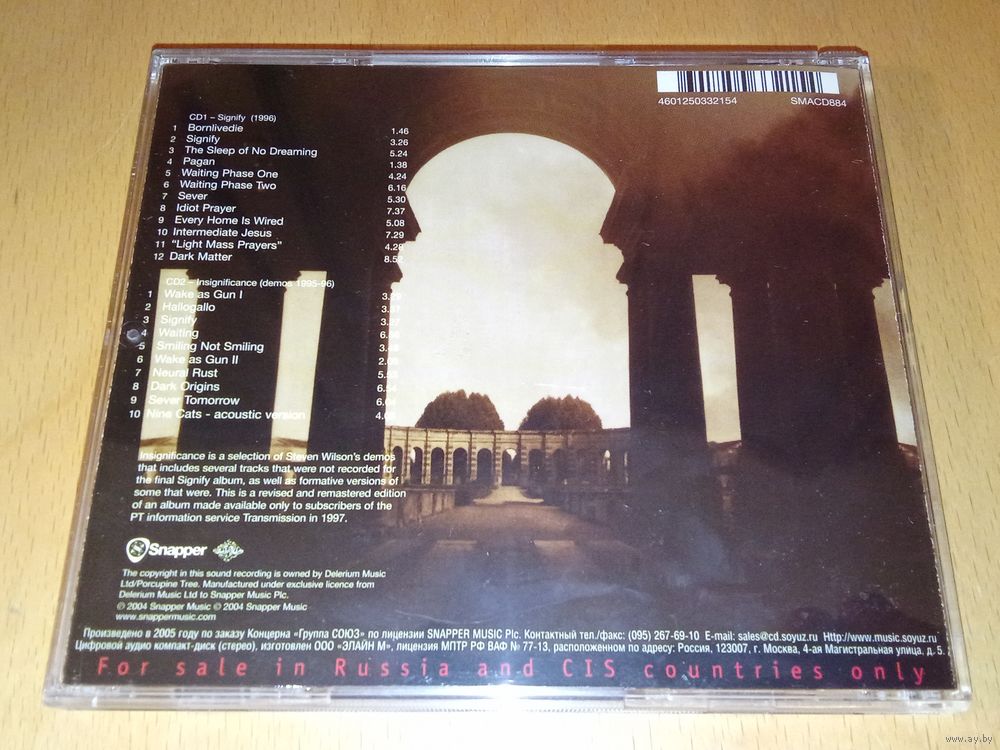 4601250332154 SMACD884
CD1 – Signify (1996)
1 Bornlivedie 1.46
2 Signify 3.26
3 The Sleep of No Dreaming 5.24
4 Pagan 1.38
5 Waiting Phase One 4.24
6 Waiting Phase Two 6.16
7 Sever 5.30
8 Idiot Prayer 7.37
9 Every Home Is Wired 5.08
10 Intermediate Jesus 7.29
11 “Light Mass Prayers” 4.28
12 Dark Matter 8.52
CD2 – Insignificance (demos 1995-96)
1 Wake as Gun I
2 Hallogallo
3 Signify
4 Waiting
5 Smiling Not Smiling
6 Wake as Gun II
7 Neural Rust
8 Dark Origins
9 Sever Tomorrow
10 Nine Cats - acoustic version
Insignificance is a selection of Steven Wilson's demos
that includes several tracks that were not recorded for
the final Signify album, as well as formative versions of
some that were. This is a revised and remastered edition
of an album made available only to subscribers of the
PT information service Transmission in 1997.
Snapper
The copyright in this sound recording is owned by Delerium Music
Ltd/Porcupine Tree. Manufactured under exclusive licence from
Delerium Music Ltd to Snapper Music Plc.
℗ 2004 Snapper Music © 2004 Snapper Music
www.snappermusic.com
Произведено в 2005 году по заказу Концерна «Группа СОЮЗ» по лицензии SNAPPER MUSIC Plc. Контактный тел./факс: (095) 267-69-10 E-mail: sales@cd.soyuz.ru Http://www.music.soyuz.ru
Цифровой аудио компакт-диск (стерео), изготовлен ООО «ЭЛАЙН М», лицензия МПТР РФ ВАФ № 77-13, расположенном по адресу: Россия, 123007, г. Москва, 4-ая Магистральная улица, д.5.
For sale in Russia and CIS countries only
www.ay.by